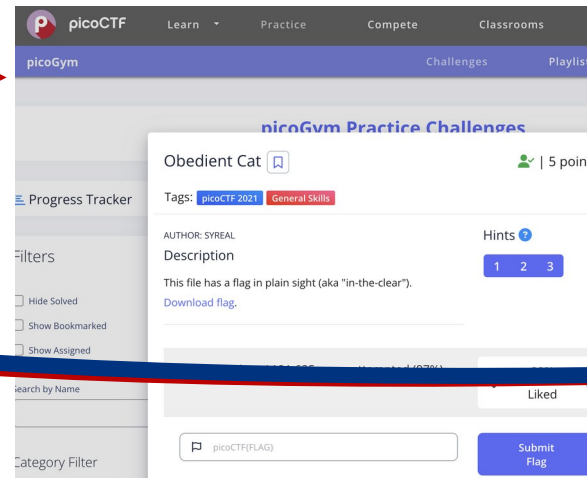 picoCTF Learn Practice Compete Classrooms
picoGym Challenges Playlist
picoGym Practice Challenges
Obedient Cat | 5 poin
Progress Tracker
Tags: picoCTF 2021 General Skills
AUTHOR: SYREAL
Hints ?
Filters
Description
1 2 3
This file has a flag in plain sight (aka "in-the-clear").
Download flag.
Hide Solved
Show Bookmarked
Show Assigned
Search by Name
Liked
picoCTF{FLAG}
Submit
Flag
Category Filter